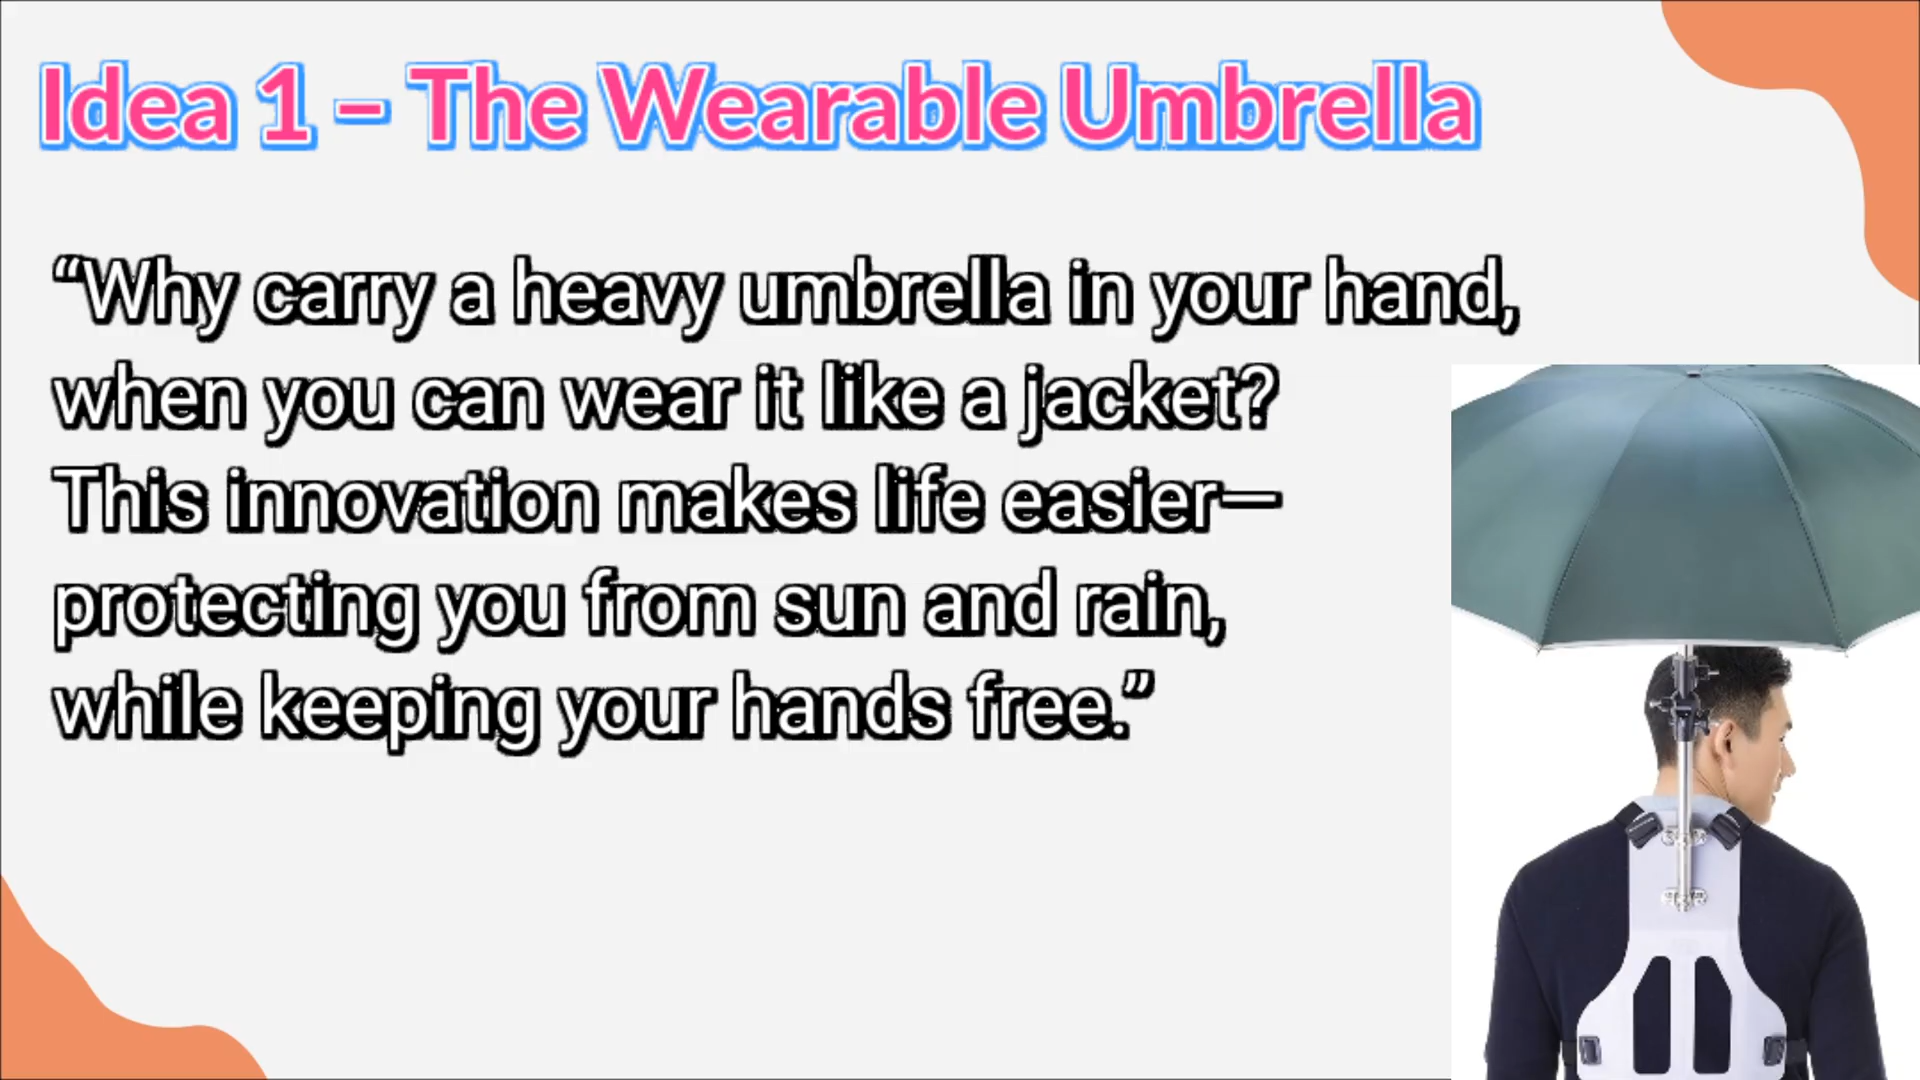 Idea 1 – The Wearable Umbrella
“Why carry a heavy umbrella in your hand,
when you can wear it like a jacket?
This innovation makes life easier—
protecting you from sun and rain,
while keeping your hands free.”